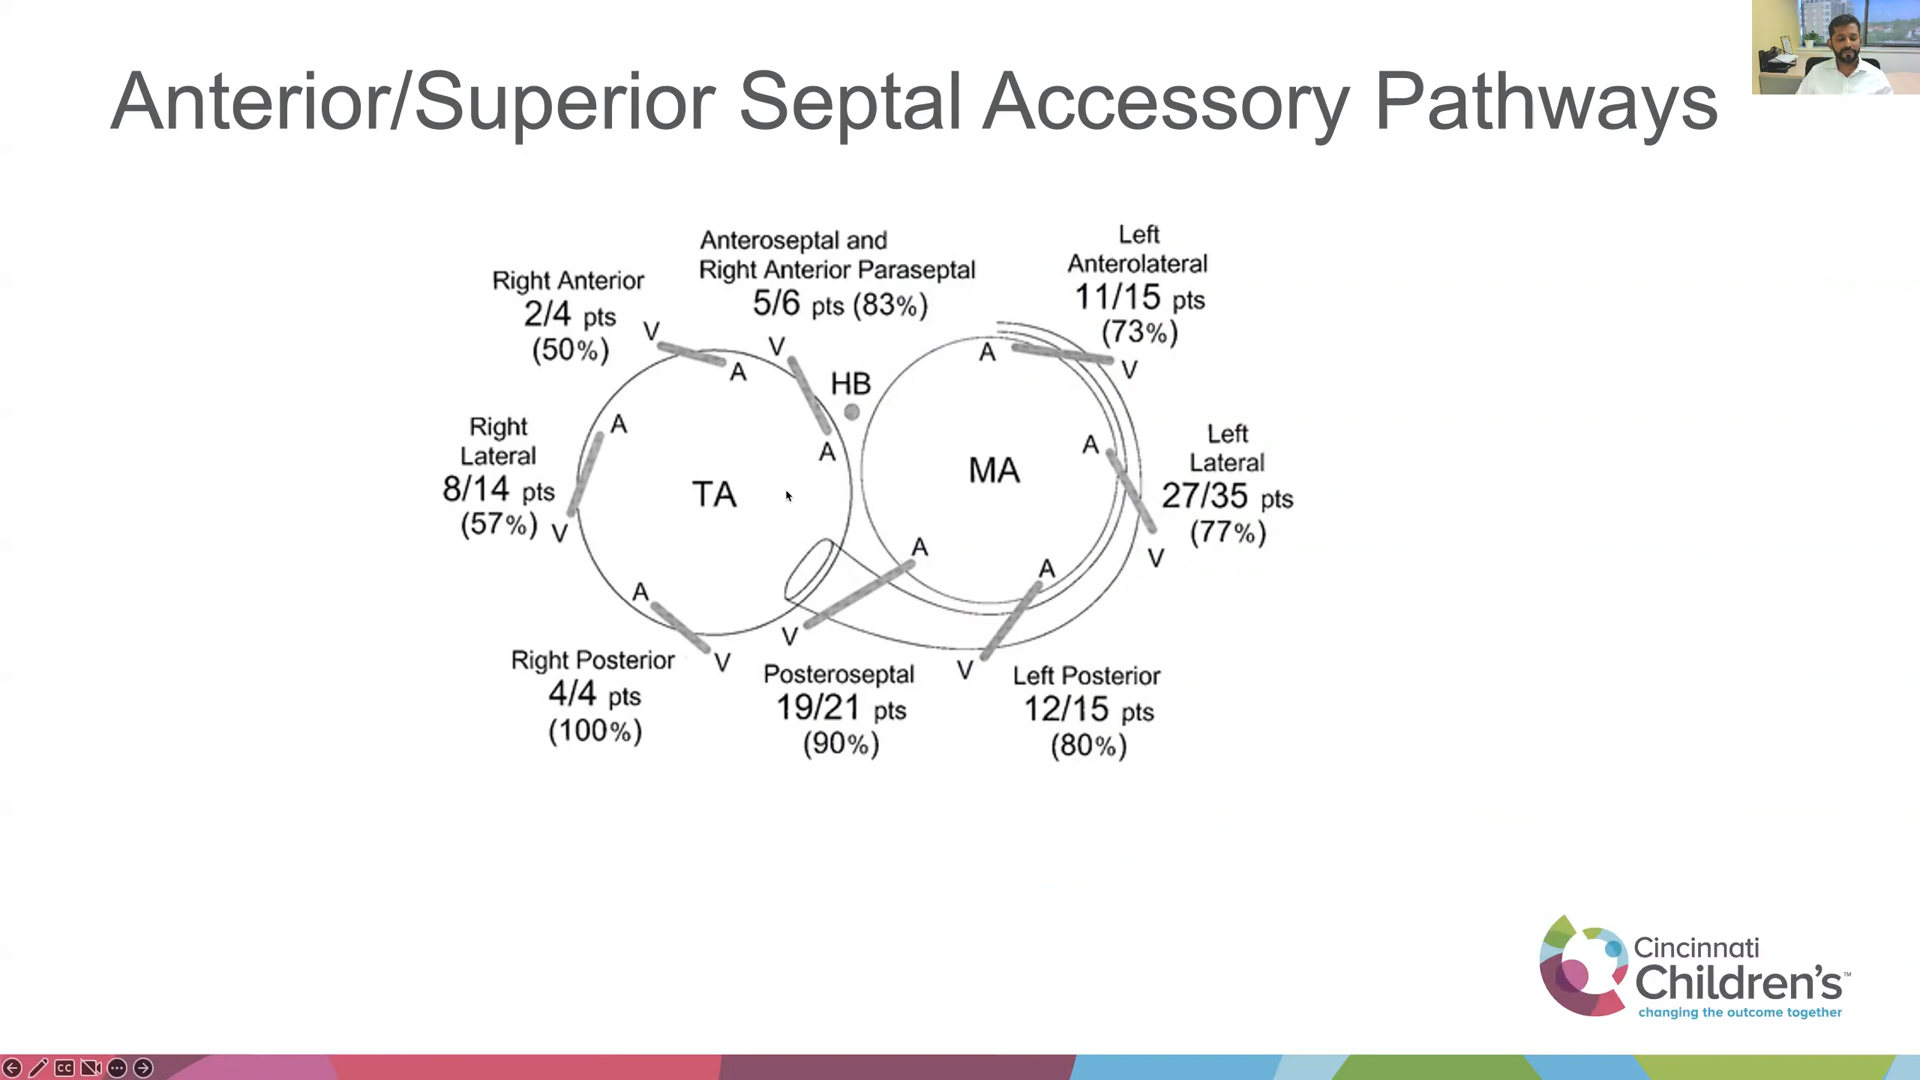 Anterior/Superior Septal Accessory Pathways
Anteroseptal and
Right Anterior Paraseptal
5/6 pts (83%)
Left
Anterolateral
11/15 pts
(73%)
Right Anterior
2/4 pts
(50%)
V
A
V
A
HB
A
V
Right
Lateral
8/14 pts
(57%)
A
V
TA
MA
A
V
Left
Lateral
27/35 pts
(77%)
A
V
A
V
A
V
Right Posterior
4/4 pts
(100%)
Posteroseptal
19/21 pts
(90%)
Left Posterior
12/15 pts
(80%)
Cincinnati
Children's™
changing the outcome together
CC